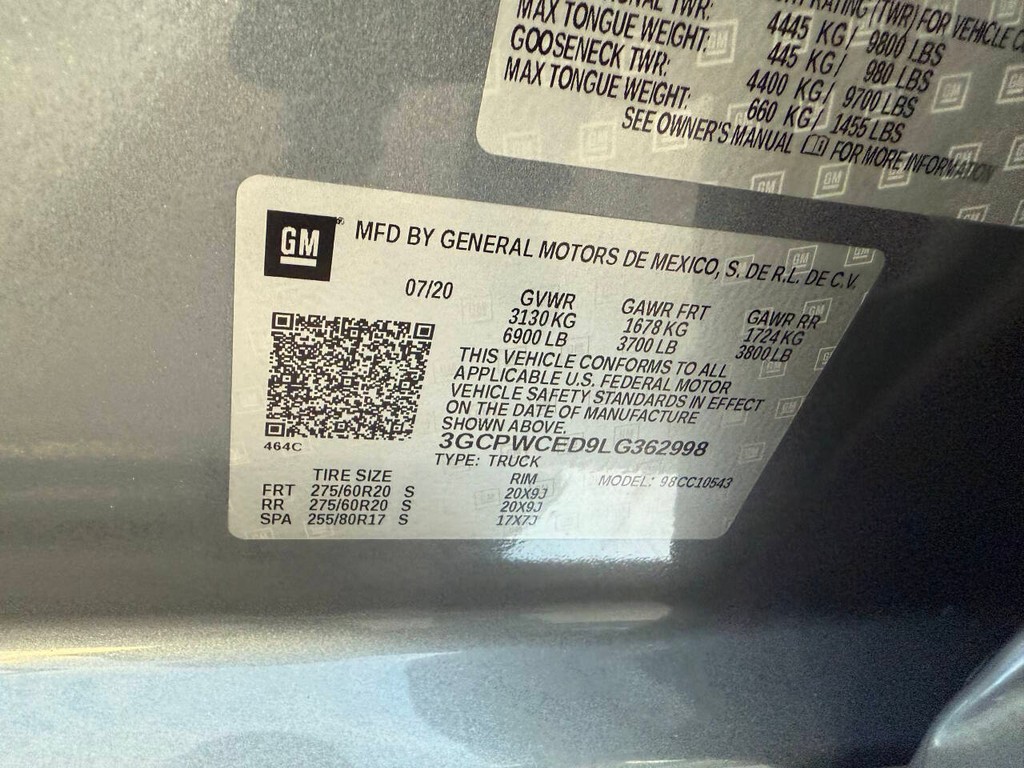 TWR: RATING (TWR) FOR VEHICLE
MAX TONGUE WEIGHT: 4445 KG/ 9800 LBS
GOOSENECK TWR: 445 KG/ 980 LBS
MAX TONGUE WEIGHT: 4400 KG/ 9700 LBS
660 KG/ 1455 LBS
SEE OWNER'S MANUAL FOR MORE INFORMATION
GM MFD BY GENERAL MOTORS DE MEXICO, S. DE R.L. DE C.V.
07/20 GVWR GAWR FRT GAWR RR
3130 KG 1678 KG 1724 KG
6900 LB 3700 LB 3800 LB
THIS VEHICLE CONFORMS TO ALL
APPLICABLE U.S. FEDERAL MOTOR
VEHICLE SAFETY STANDARDS IN EFFECT
ON THE DATE OF MANUFACTURE
SHOWN ABOVE.
464C 3GCPWCED9LG362998
TYPE: TRUCK MODEL: 98CC10543
TIRE SIZE RIM
FRT 275/60R20 S 20X9J
RR 275/60R20 S 20X9J
SPA 255/80R17 S 17X7J